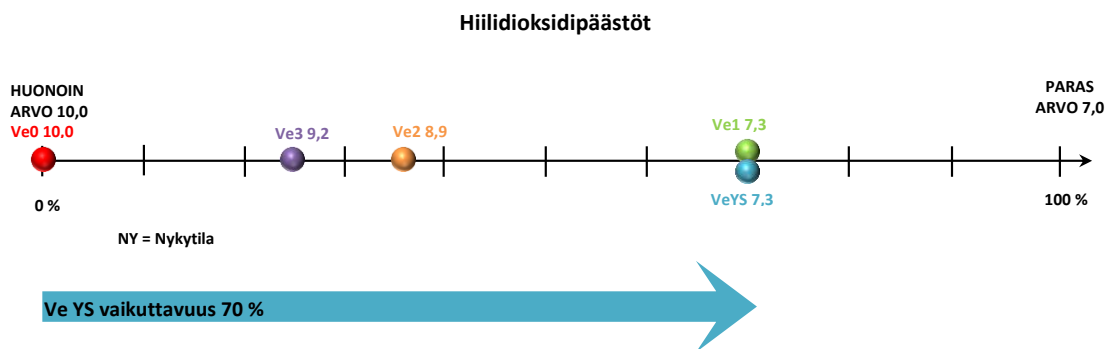 Hiilidioksidipäästöt
HUONOIN
ARVO 10,0
Ve0 10,0
Ve3 9,2
Ve2 8,9
Ve1 7,3
PARAS
ARVO 7,0
0 %
VeYS 7,3
100 %
NY = Nykytila
Ve YS vaikuttavuus 70 %